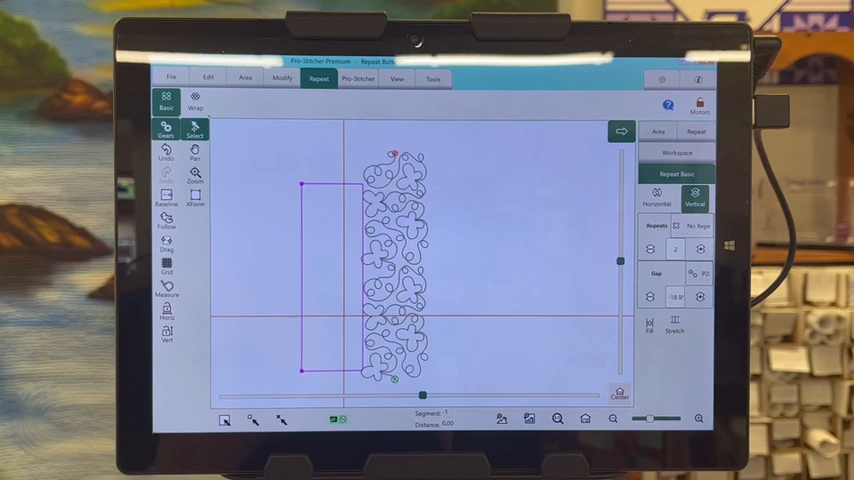 Pro-Stitcher Premium - Repeat Butt
File Edit Area Modify Repeat Pro-Stitcher View Tools
Basic Wrap
Motors
Gears Select
Area Repeat
Undo Pan
Workspace
Redo Zoom
Repeat Basic
Baseline XForm
Horizontal Vertical
Follow
Repeats No Reps
Drag
2
Grid
Gap P2
Measure
-18.9
Horiz
Fill Stretch
Vert
Center
Segment: -1
Distance: 0.00